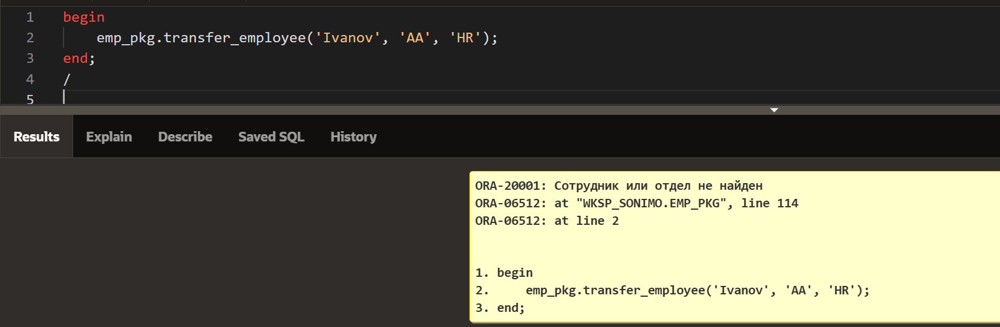 1 begin
2 emp_pkg.transfer_employee('Ivanov', 'AA', 'HR');
3 end;
4 /
5
Results Explain Describe Saved SQL History
ORA-20001: Сотрудник или отдел не найден
ORA-06512: at "WKSP_SONIMO.EMP_PKG", line 114
ORA-06512: at line 2
1. begin
2. emp_pkg.transfer_employee('Ivanov', 'AA', 'HR');
3. end;